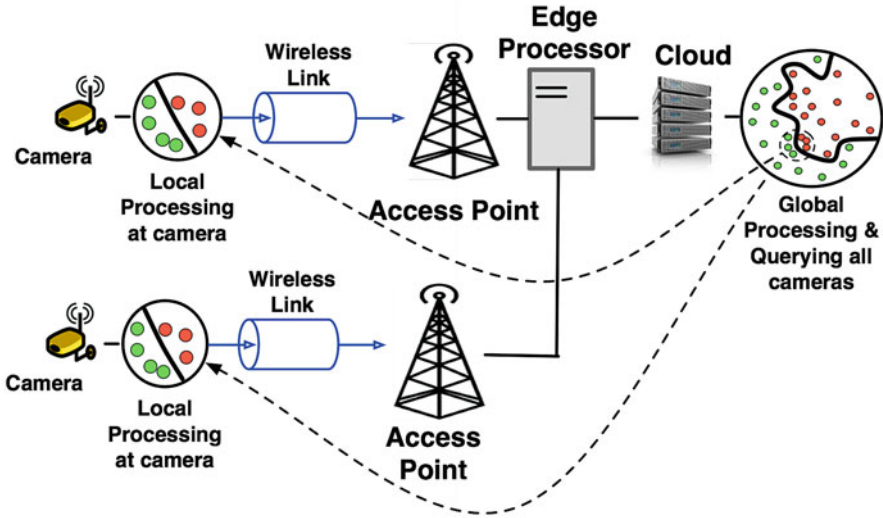 Edge
Processor
Wireless
Link
Cloud
Camera
Local
Processing
at camera
Access Point
Global
Processing &
Querying all
cameras
Wireless
Link
Camera
Local
Processing
at camera
Access
Point